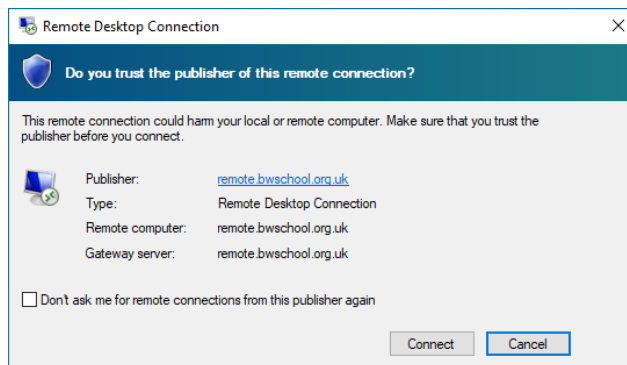 Remote Desktop Connection
Do you trust the publisher of this remote connection?
This remote connection could harm your local or remote computer. Make sure that you trust the
publisher before you connect.
Publisher: remote.bwschool.org.uk
Type: Remote Desktop Connection
Remote computer: remote.bwschool.org.uk
Gateway server: remote.bwschool.org.uk
Don't ask me for remote connections from this publisher again
Connect Cancel